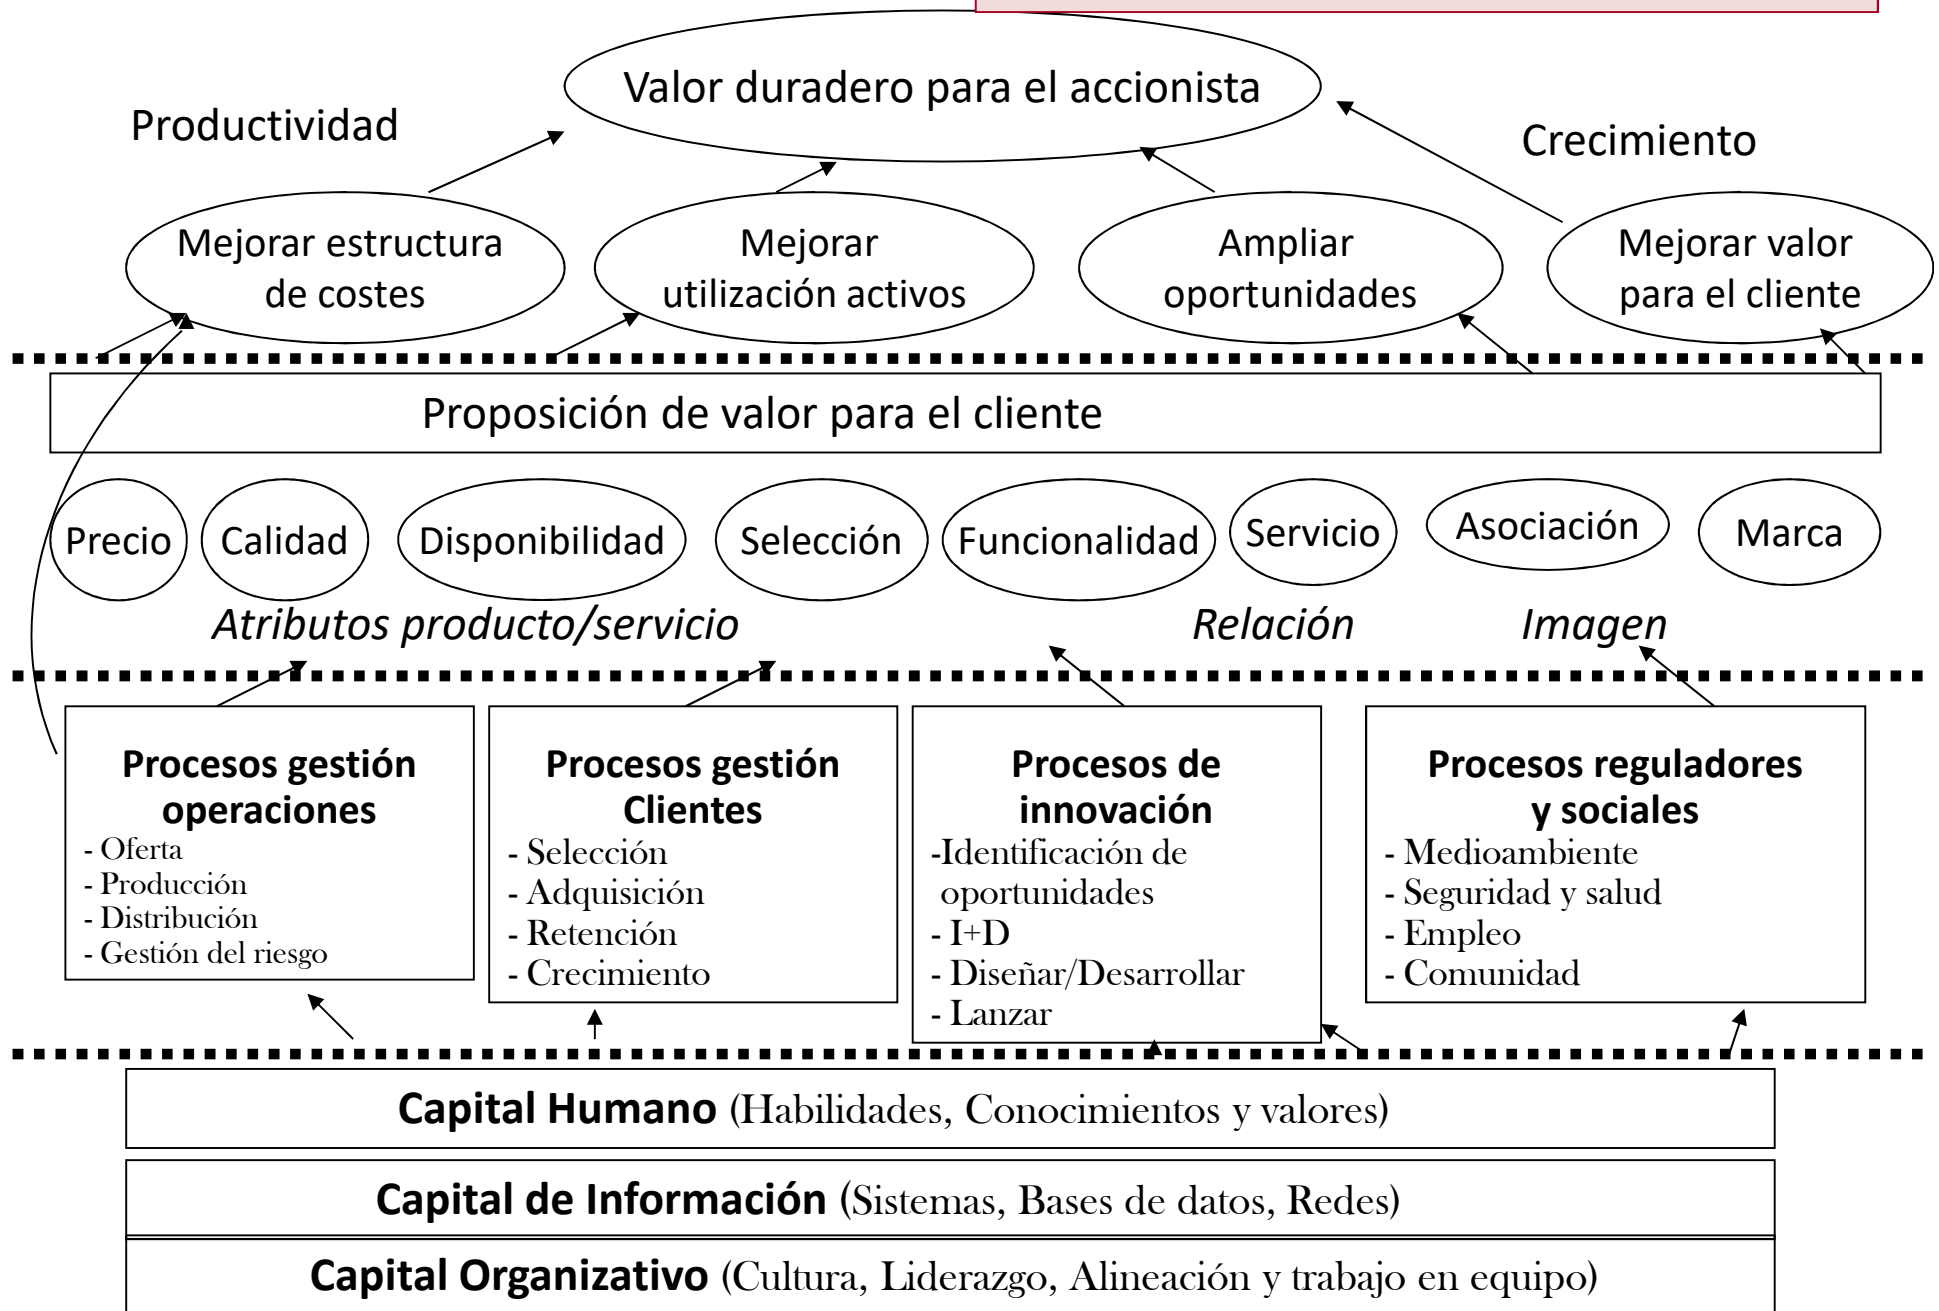 Valor duradero para el accionista
Productividad
Crecimiento
Mejorar estructura
de costes
Mejorar
utilización activos
Ampliar
oportunidades
Mejorar valor
para el cliente
Proposición de valor para el cliente
Precio
Calidad
Disponibilidad
Selección
Funcionalidad
Servicio
Asociación
Marca
Atributos producto/servicio
Relación
Imagen
Procesos gestión
operaciones
- Oferta
- Producción
- Distribución
- Gestión del riesgo
Procesos gestión
Clientes
- Selección
- Adquisición
- Retención
- Crecimiento
Procesos de
innovación
-Identificación de
oportunidades
- I+D
- Diseñar/Desarrollar
- Lanzar
Procesos reguladores
y sociales
- Medioambiente
- Seguridad y salud
- Empleo
- Comunidad
Capital Humano (Habilidades, Conocimientos y valores)
Capital de Información (Sistemas, Bases de datos, Redes)
Capital Organizativo (Cultura, Liderazgo, Alineación y trabajo en equipo)